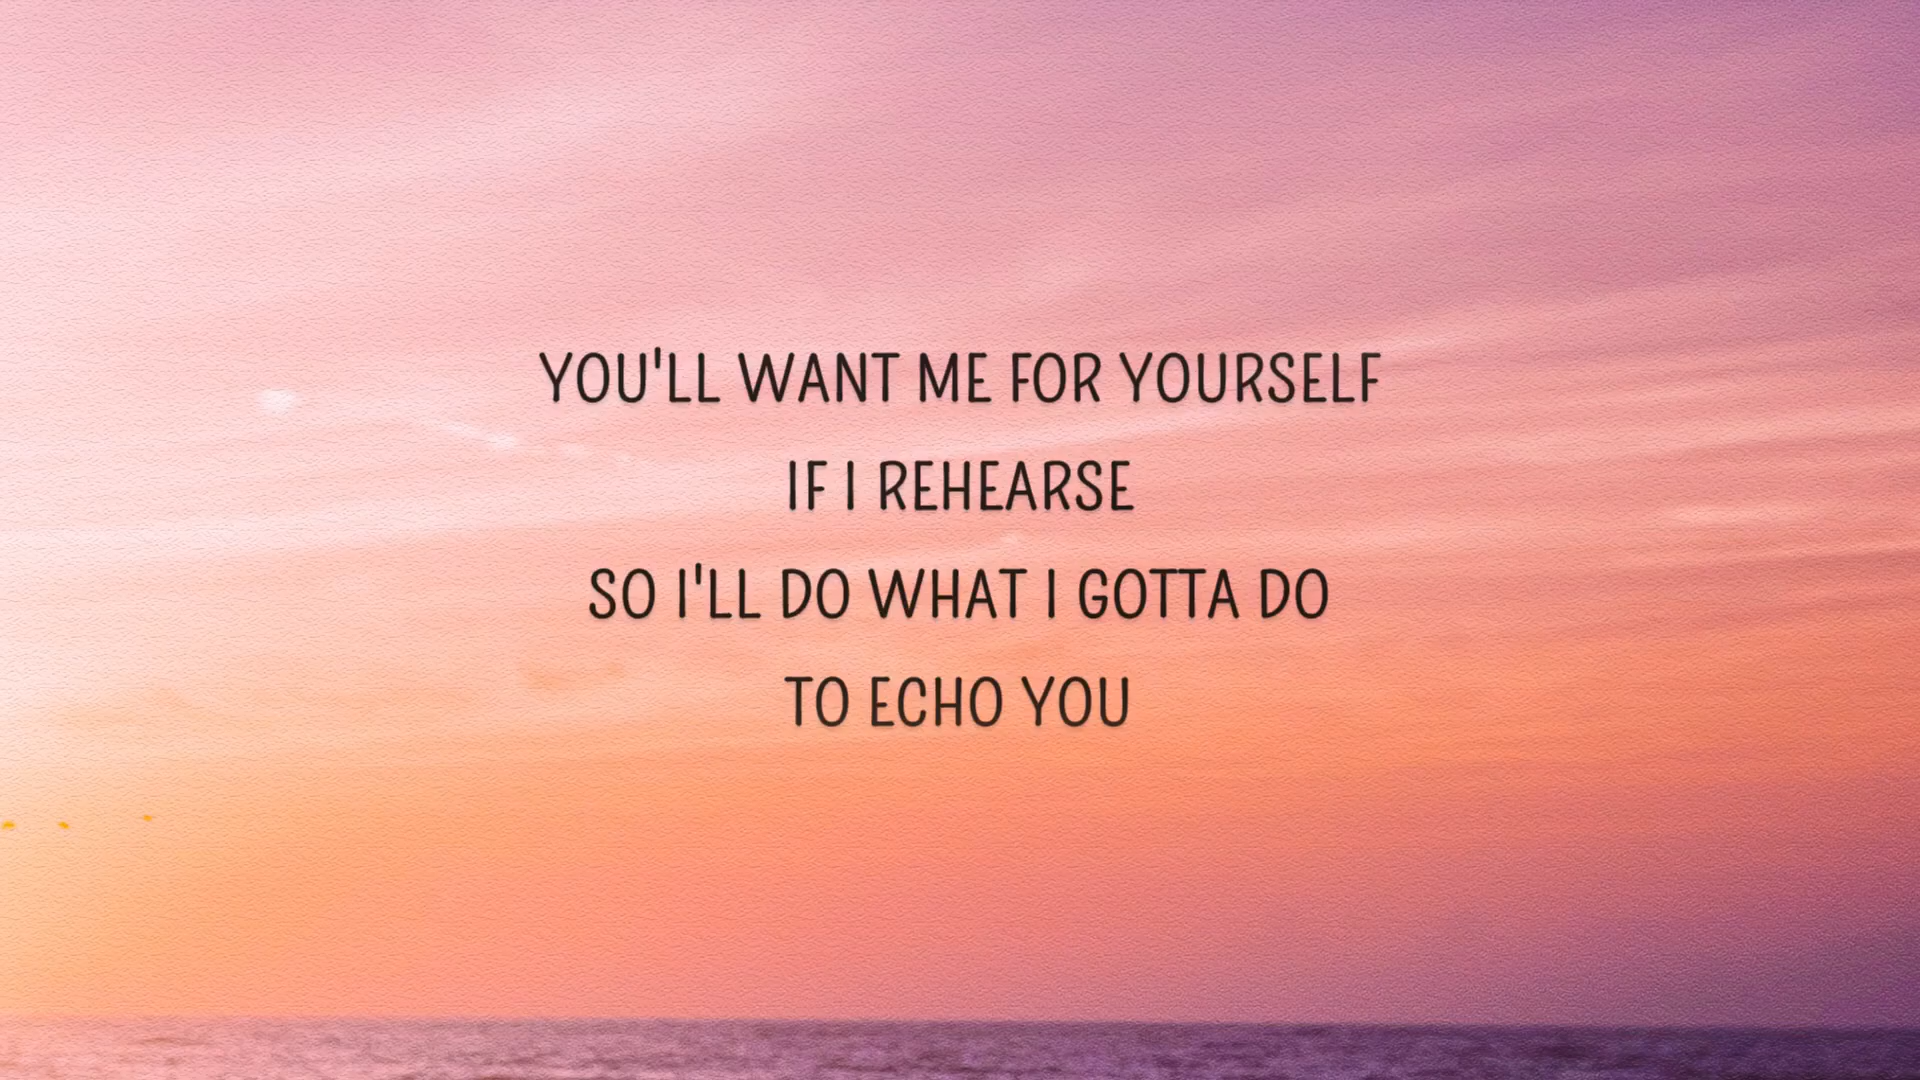 YOU'LL WANT ME FOR YOURSELF
IF I REHEARSE
SO I'LL DO WHAT I GOTTA DO
TO ECHO YOU